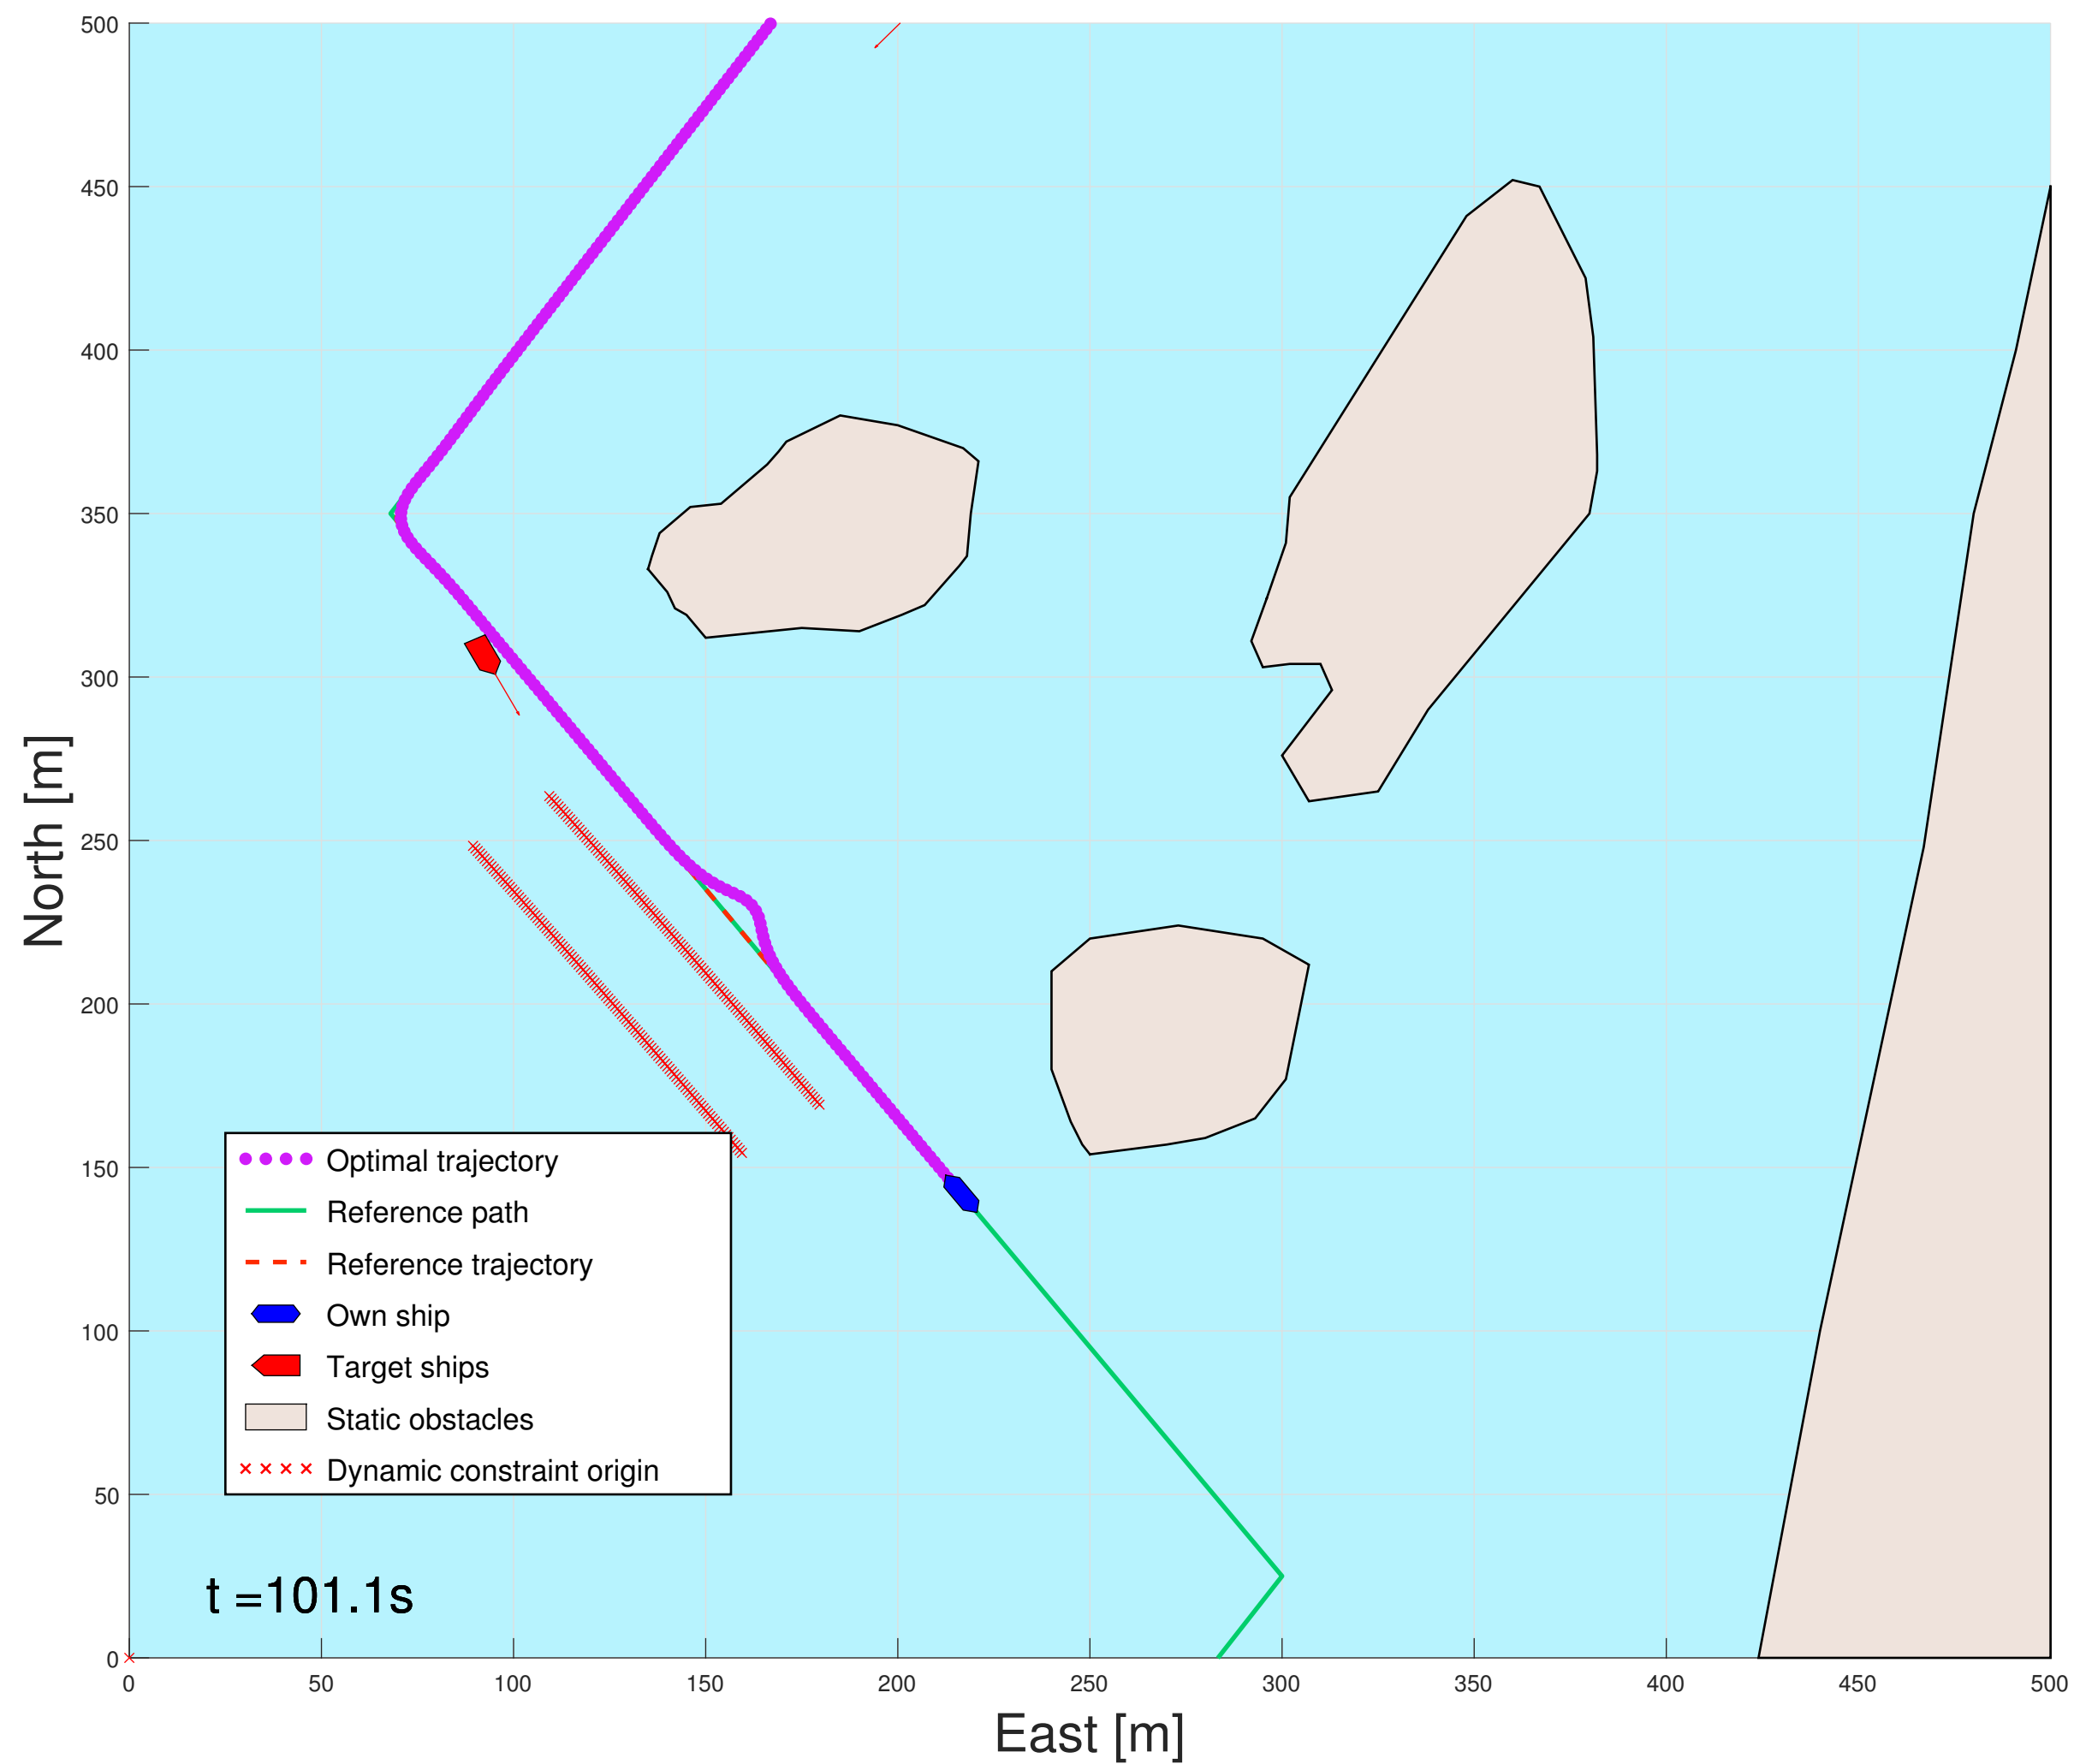 500
450
400
350
300
250
200
150
100
50
0
North [m]
Optimal trajectory
Reference path
Reference trajectory
Own ship
Target ships
Static obstacles
Dynamic constraint origin
t =101.1s
0 50 100 150 200 250 300 350 400 450 500
East [m]